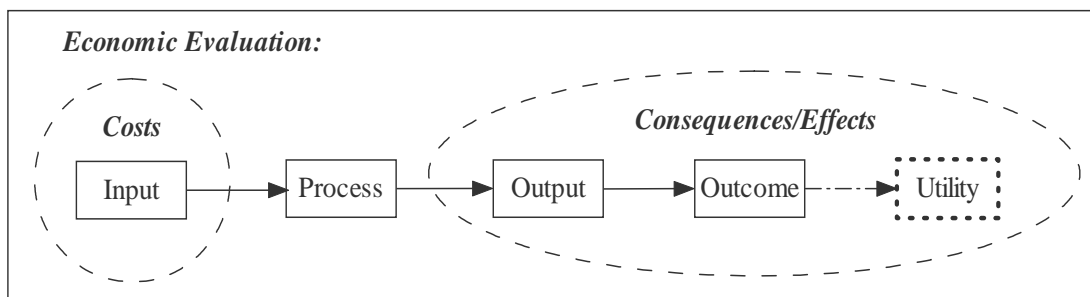 Economic Evaluation:
Costs
Consequences/Effects
Input
Process
Output
Outcome
Utility